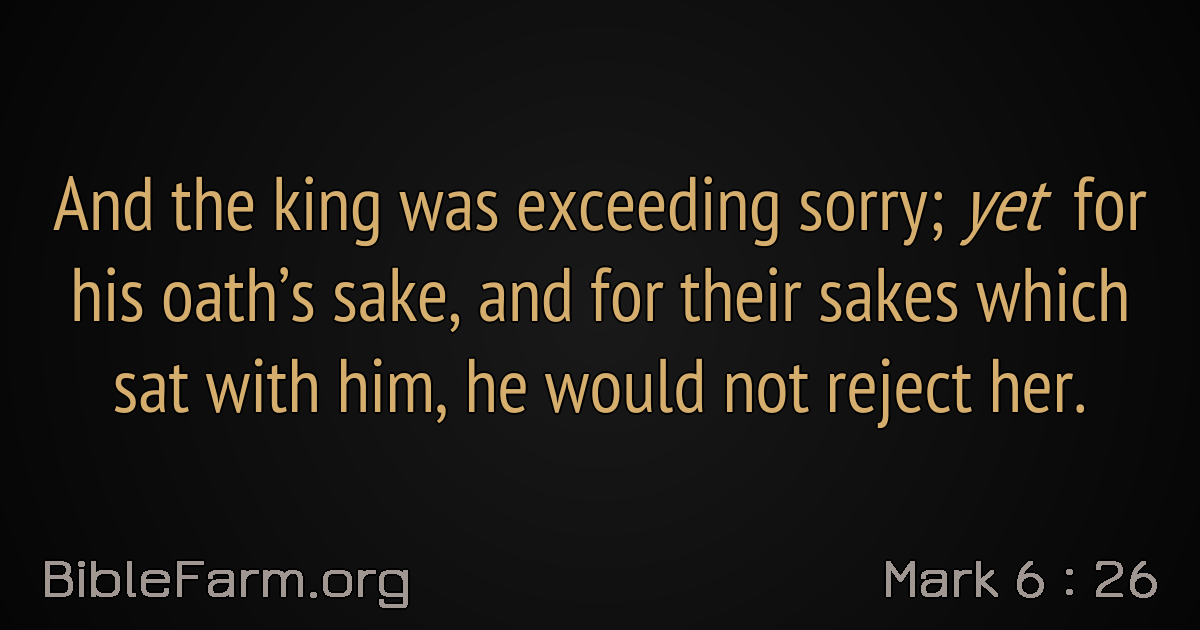 And the king was exceeding sorry; yet for
his oath’s sake, and for their sakes which
sat with him, he would not reject her.
BibleFarm.org
Mark 6 : 26